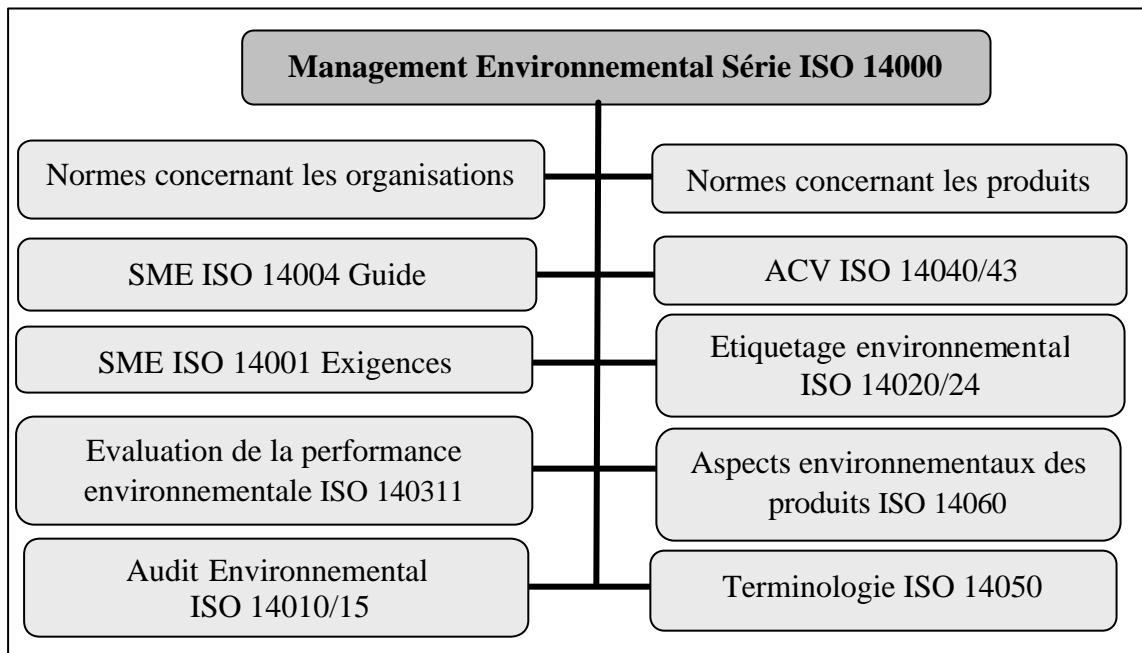 Management Environnemental Série ISO 14000
Normes concernant les organisations
Normes concernant les produits
SME ISO 14004 Guide
ACV ISO 14040/43
SME ISO 14001 Exigences
Etiquetage environnemental
ISO 14020/24
Evaluation de la performance
environnementale ISO 140311
Aspects environnementaux des
produits ISO 14060
Audit Environnemental
ISO 14010/15
Terminologie ISO 14050